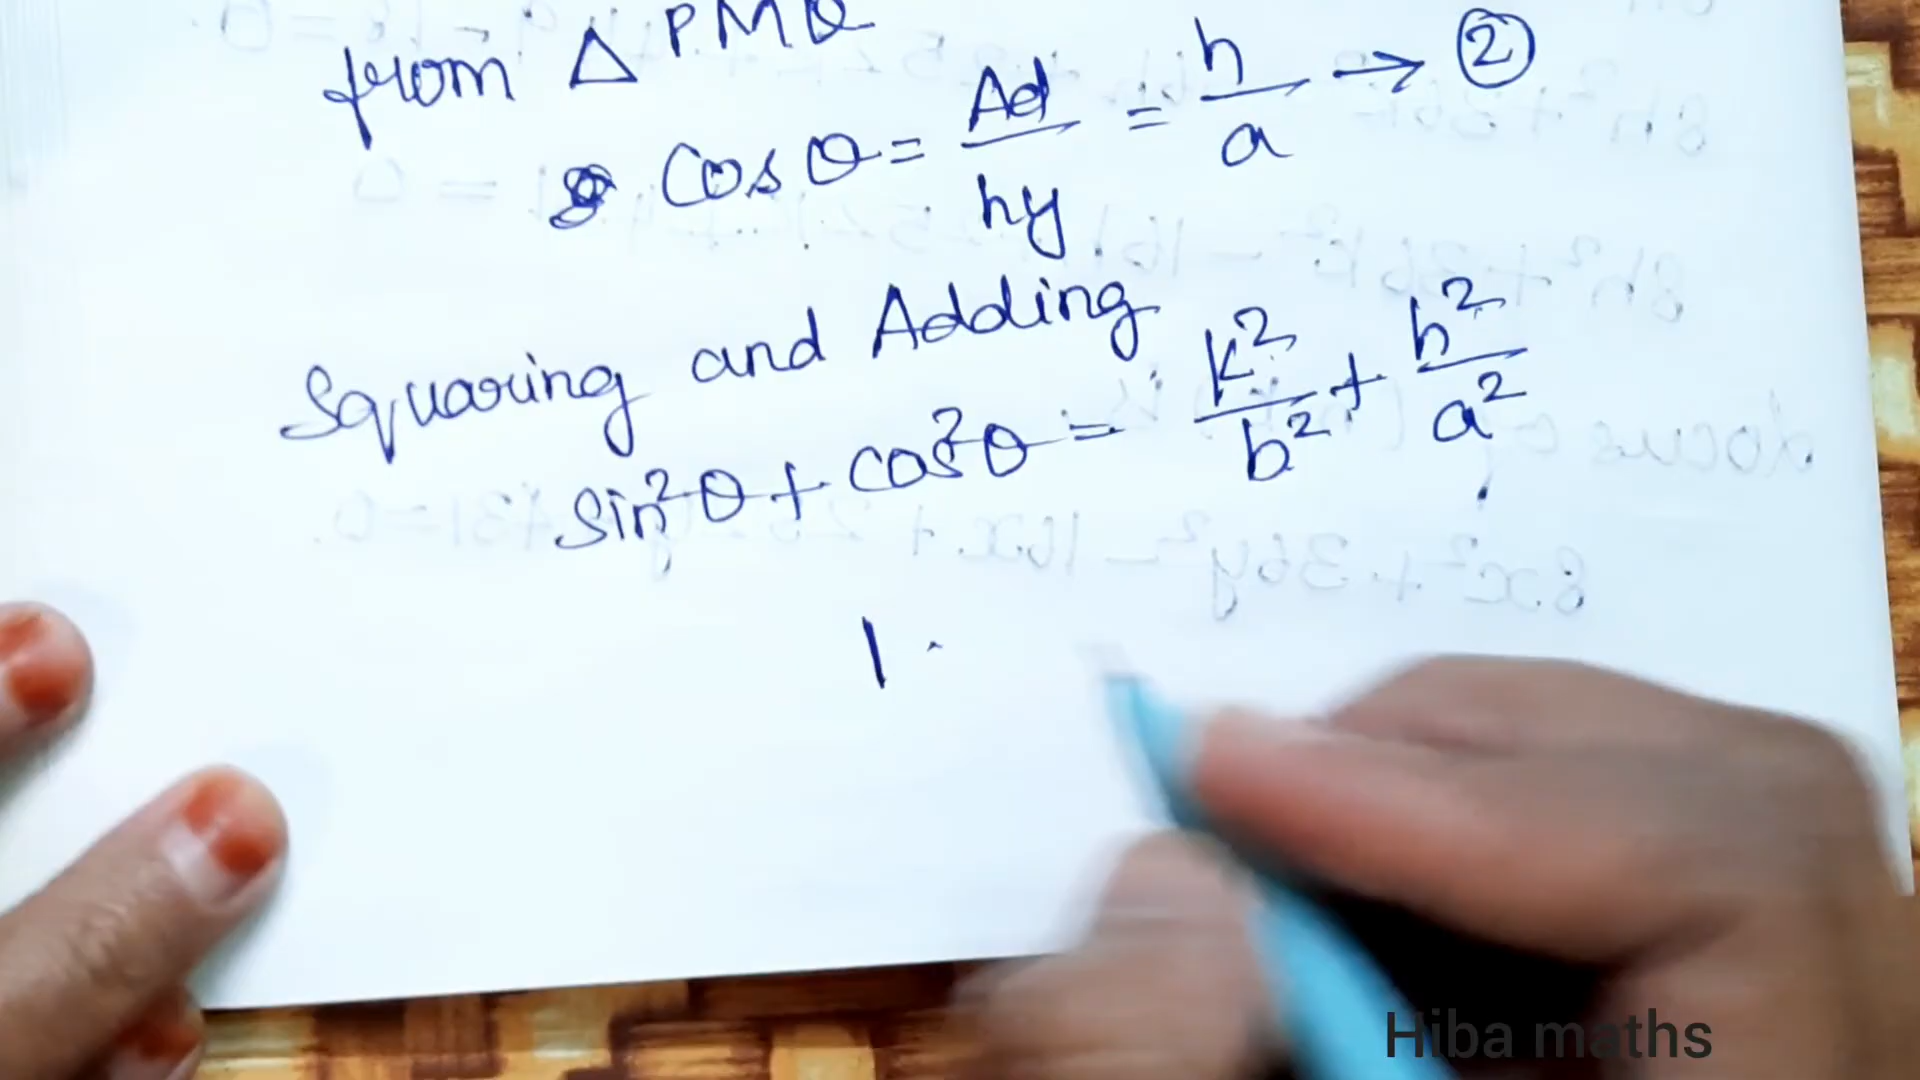 from Δ PMQ
Cos θ = Ad/hy = h/a → ②
Squaring and Adding
Sin²θ + cos²θ = k²/b² + h²/a²
1
Hiba maths